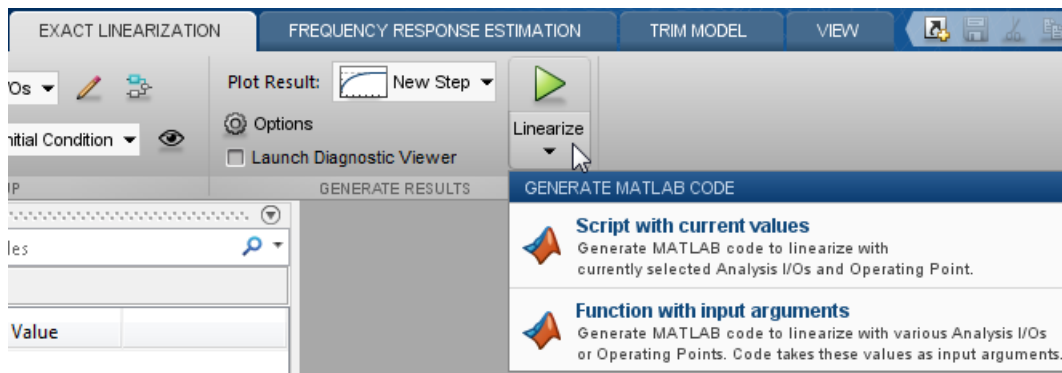 EXACT LINEARIZATION
FREQUENCY RESPONSE ESTIMATION
TRIM MODEL
VIEW
/Os
Plot Result:
New Step
Linearize
nitial Condition
Options
Launch Diagnostic Viewer
UP
GENERATE RESULTS
GENERATE MATLAB CODE
Script with current values
Generate MATLAB code to linearize with
currently selected Analysis I/Os and Operating Point.
Function with input arguments
Generate MATLAB code to linearize with various Analysis I/Os
or Operating Points. Code takes these values as input arguments.
les
Value